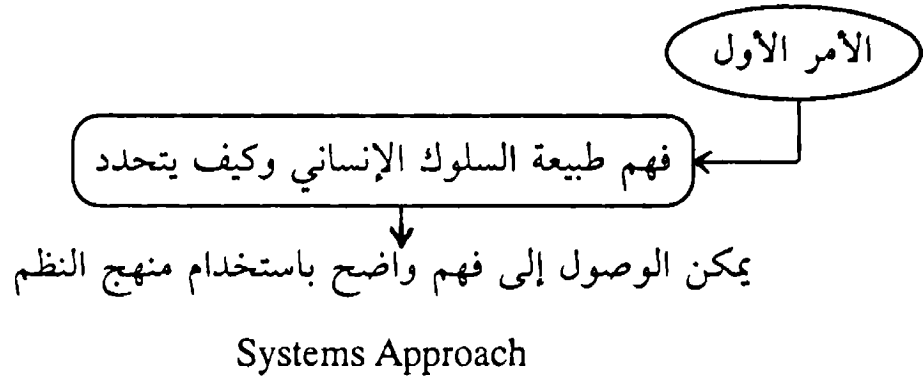 الأمر الأول
فهم طبيعة السلوك الإنساني وكيف يتحدد
يمكن الوصول إلى فهم واضح باستخدام منهج النظم
Systems Approach